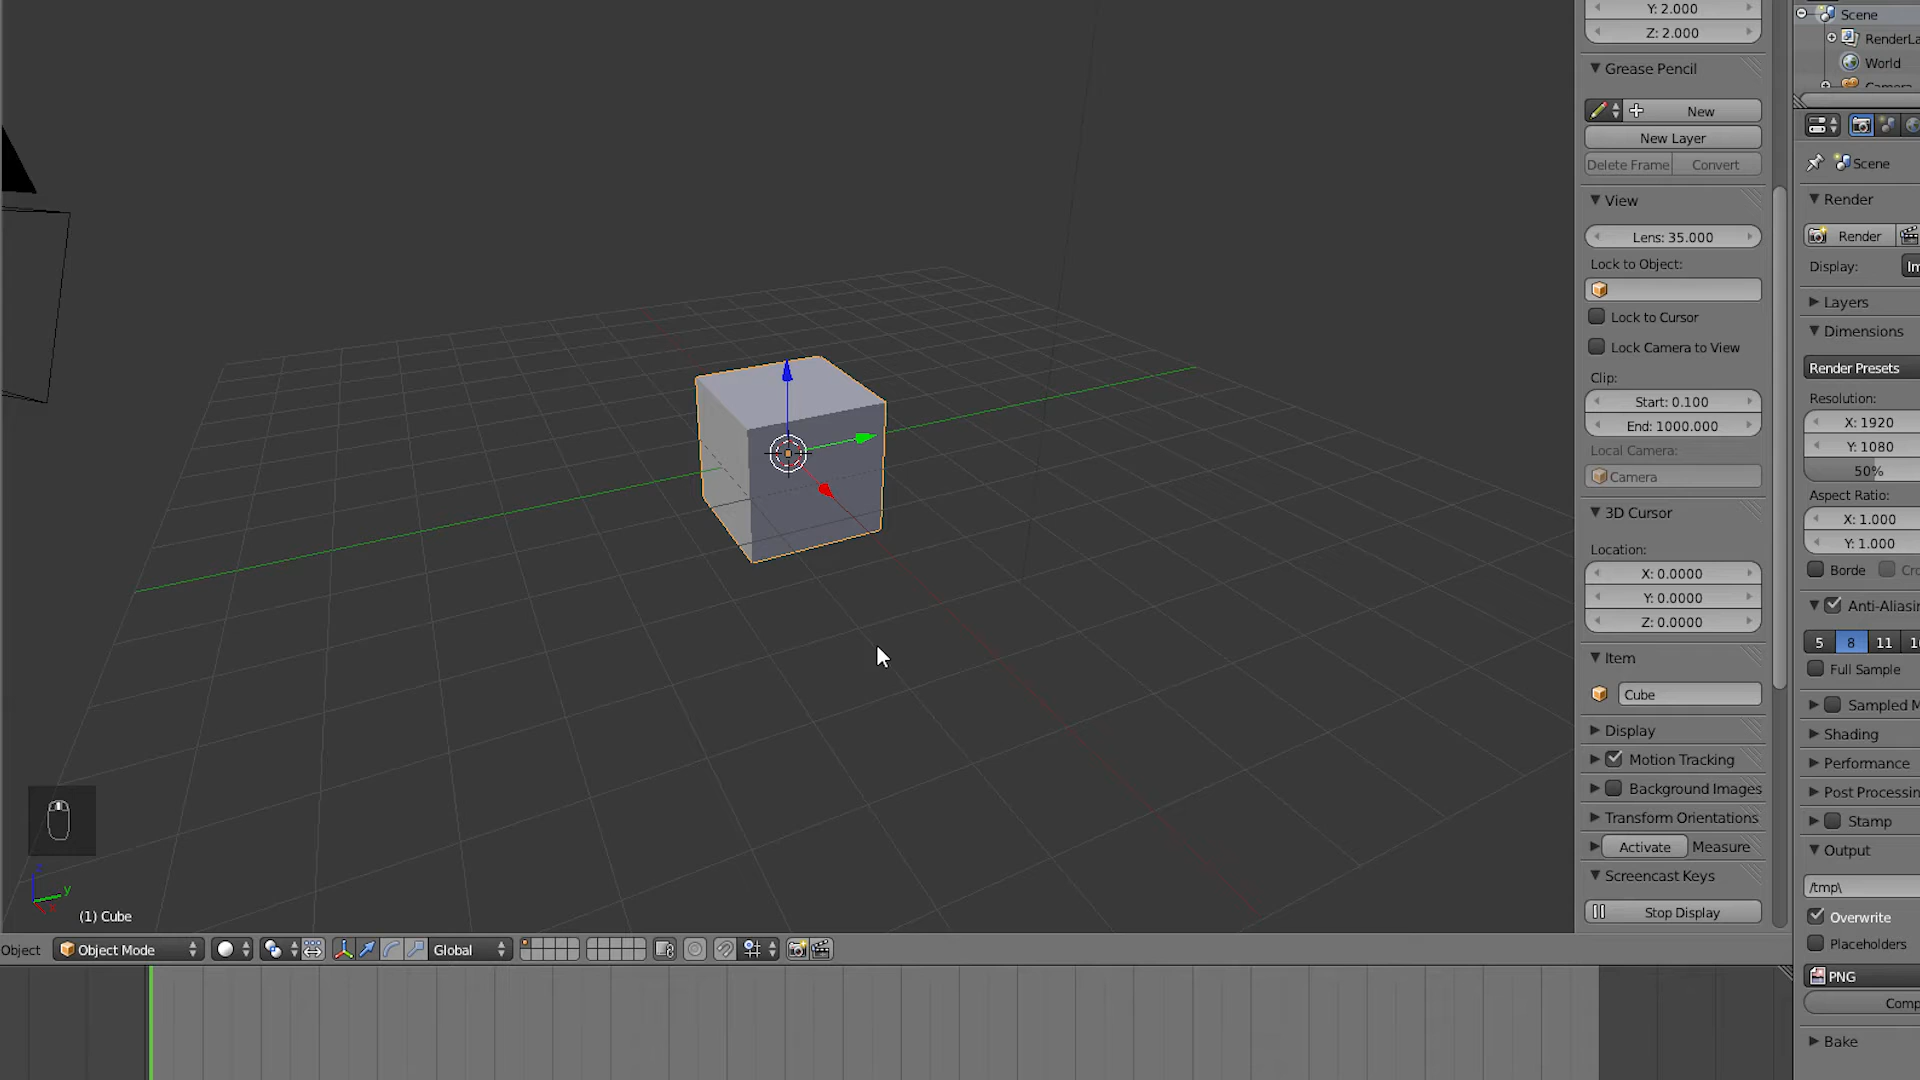 Y: 2.000
Z: 2.000
Grease Pencil
New
New Layer
Delete Frame Convert
View
Lens: 35.000
Lock to Object:
Lock to Cursor
Lock Camera to View
Clip:
Start: 0.100
End: 1000.000
Local Camera:
Camera
3D Cursor
Location:
X: 0.0000
Y: 0.0000
Z: 0.0000
Item
Cube
Display
Motion Tracking
Background Images
Transform Orientations
Activate Measure
Screencast Keys
Stop Display
Scene
RenderLa
World
Camera
Scene
Render
Render
Display: Im
Layers
Dimensions
Render Presets
Resolution:
X: 1920
Y: 1080
50%
Aspect Ratio:
X: 1.000
Y: 1.000
Borde Cro
Anti-Aliasin
5 8 11 16
Full Sample
Sampled M
Shading
Performance
Post Processin
Stamp
Output
/tmp\
Overwrite
Placeholders
PNG
Comp
Bake
z
y
x
(1) Cube
Object Object Mode Global